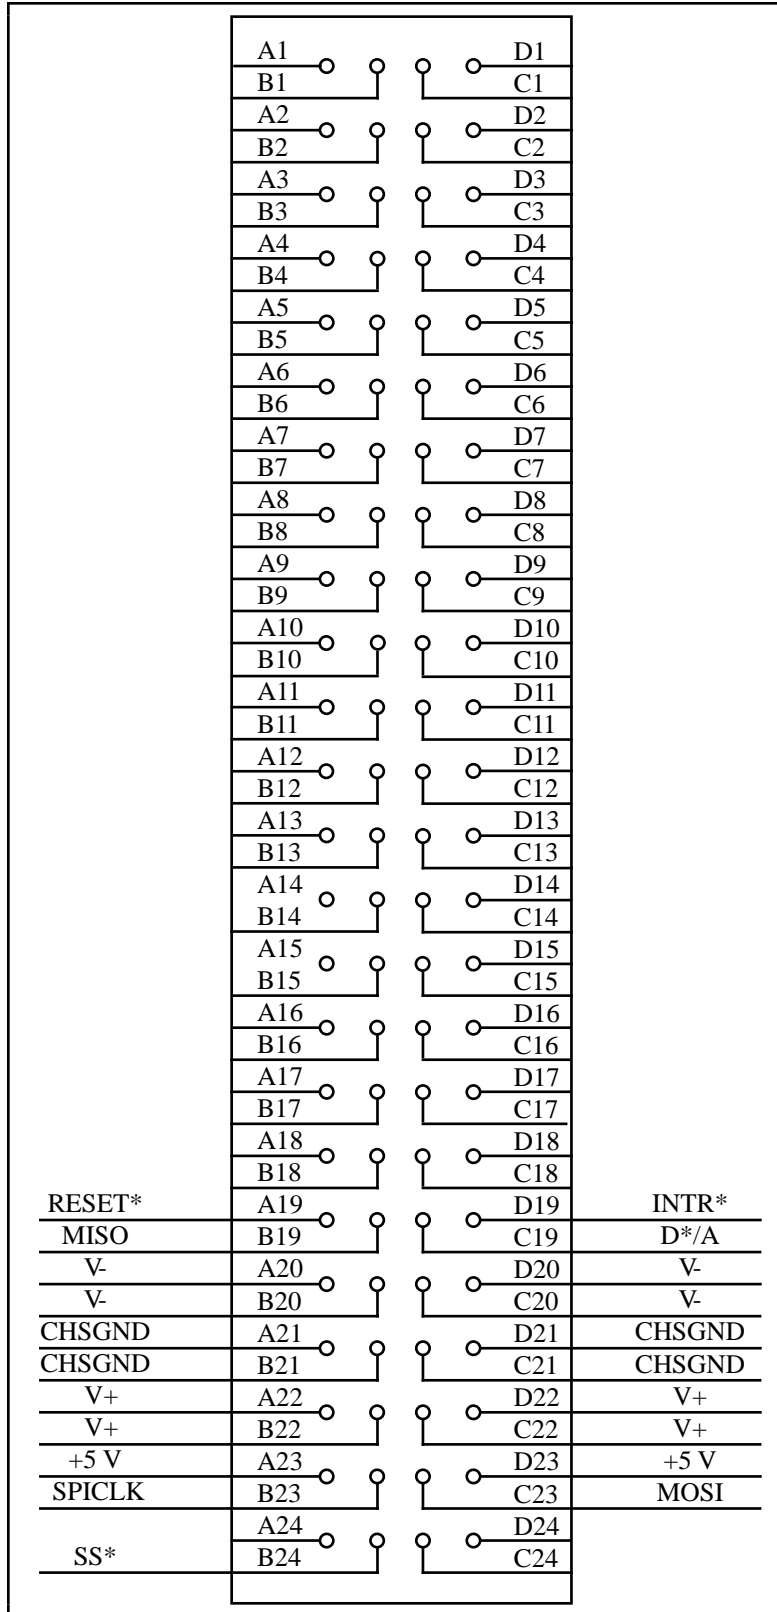 A1 D1
B1 C1
A2 D2
B2 C2
A3 D3
B3 C3
A4 D4
B4 C4
A5 D5
B5 C5
A6 D6
B6 C6
A7 D7
B7 C7
A8 D8
B8 C8
A9 D9
B9 C9
A10 D10
B10 C10
A11 D11
B11 C11
A12 D12
B12 C12
A13 D13
B13 C13
A14 D14
B14 C14
A15 D15
B15 C15
A16 D16
B16 C16
A17 D17
B17 C17
A18 D18
B18 C18
RESET* A19 D19 INTR*
MISO B19 C19 D*/A
V- A20 D20 V-
V- B20 C20 V-
CHSGND A21 D21 CHSGND
CHSGND B21 C21 CHSGND
V+ A22 D22 V+
V+ B22 C22 V+
+5 V A23 D23 +5 V
SPICLK B23 C23 MOSI
A24 D24
SS* B24 C24